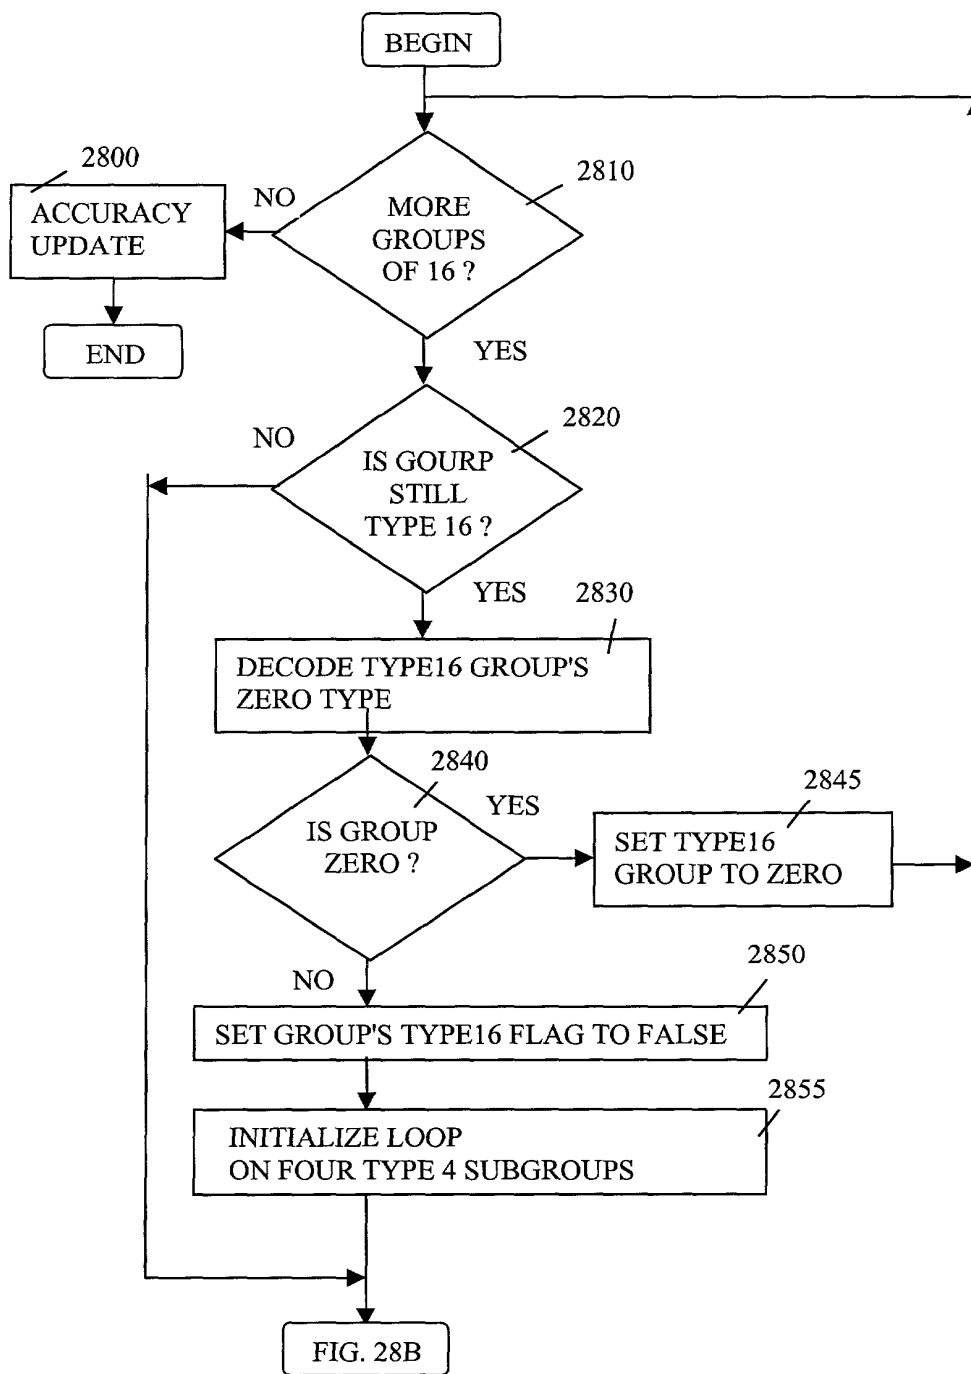 BEGIN
2800
NO
2810
ACCURACY
UPDATE
MORE
GROUPS
OF 16 ?
END
YES
2820
NO
IS GOURP
STILL
TYPE 16 ?
YES
2830
DECODE TYPE16 GROUP'S
ZERO TYPE
2840
YES
2845
IS GROUP
ZERO ?
SET TYPE16
GROUP TO ZERO
NO
2850
SET GROUP'S TYPE16 FLAG TO FALSE
2855
INITIALIZE LOOP
ON FOUR TYPE 4 SUBGROUPS
FIG. 28B